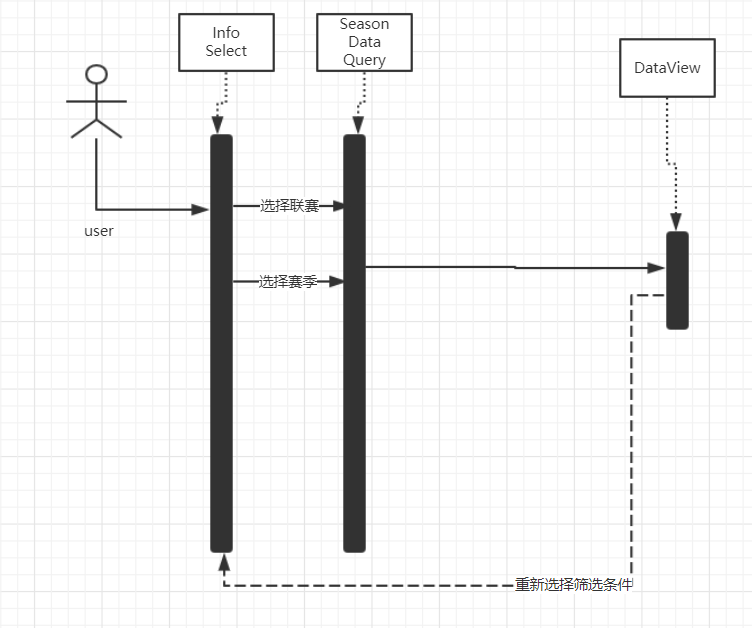 Info
Select
Season
Data
Query
DataView
user
选择联赛
选择赛季
重新选择筛选条件